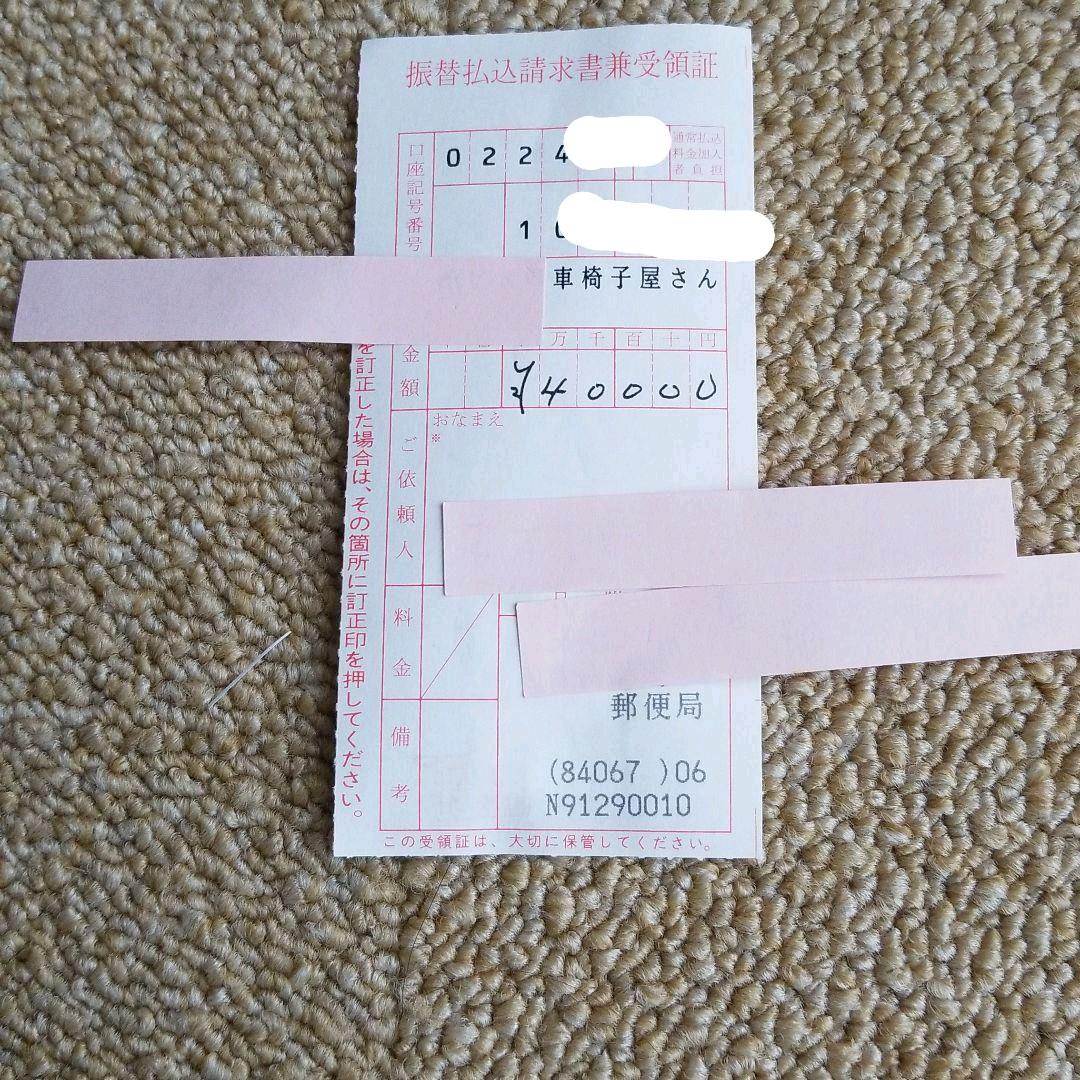 振替払込請求書兼受領証
口座記号番号
0224
通常払込
料金加入
者負担
1
車椅子屋さん
金額
万千百十円
¥40000
ご依頼人
おなまえ
※
料金
郵便局
備考
(84067 )06
N91290010
を訂正した場合は、その箇所に訂正印を押してください。
この受領証は、大切に保管してください。